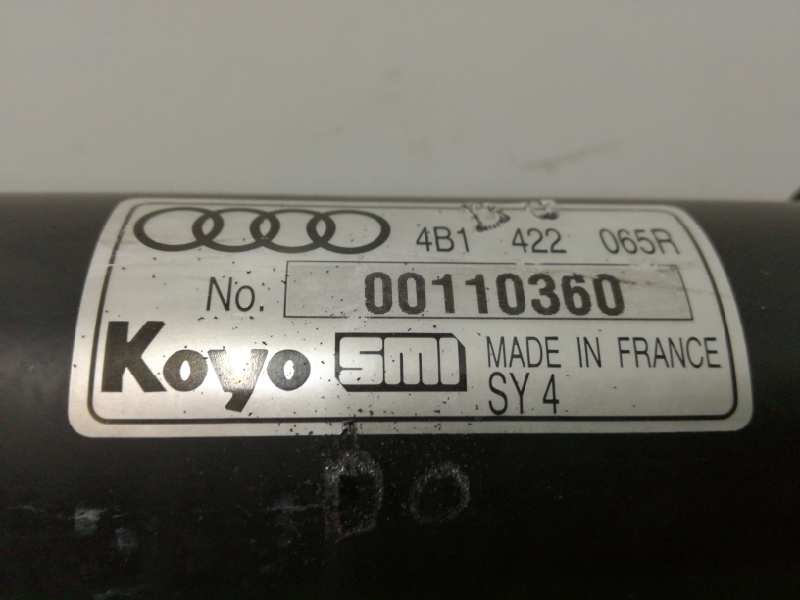 4B1 422 065R
No. 00110360
Koyo SMI MADE IN FRANCE
SY 4